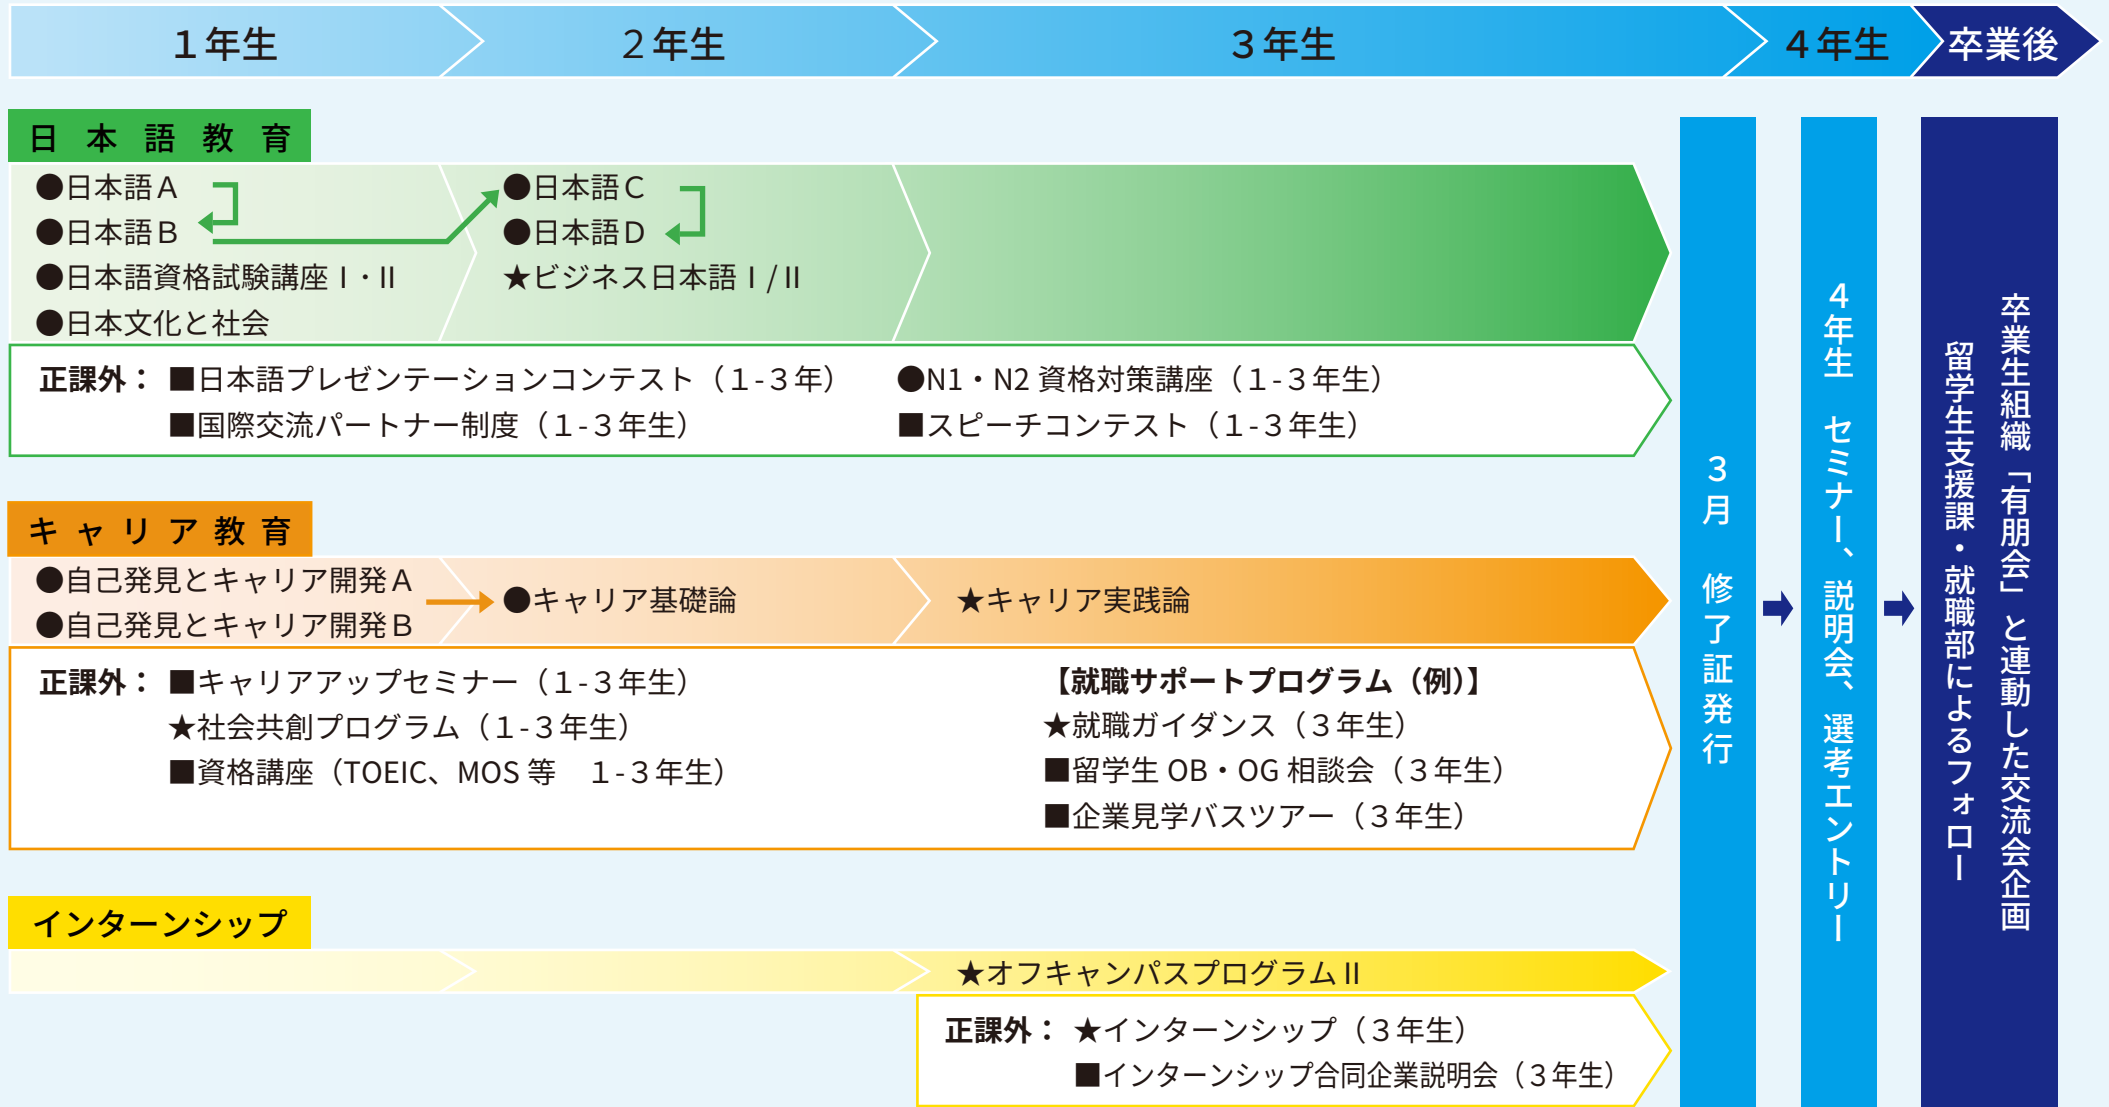 １年生
２年生
３年生
４年生
卒業後
日本語教育
●日本語Ａ
●日本語Ｂ
●日本語資格試験講座Ⅰ・Ⅱ
●日本文化と社会
●日本語Ｃ
●日本語Ｄ
★ビジネス日本語Ⅰ/Ⅱ
正課外：
■日本語プレゼンテーションコンテスト（１-３年）
●N1・N2 資格対策講座（１-３年生）
■国際交流パートナー制度（１-３年生）
■スピーチコンテスト（１-３年生）
キャリア教育
●自己発見とキャリア開発Ａ
●自己発見とキャリア開発Ｂ
●キャリア基礎論
★キャリア実践論
正課外：
■キャリアアップセミナー（１-３年生）
★社会共創プログラム（１-３年生）
■資格講座（TOEIC、MOS 等　１-３年生）
【就職サポートプログラム（例）】
★就職ガイダンス（３年生）
■留学生 OB・OG 相談会（３年生）
■企業見学バスツアー（３年生）
インターンシップ
★オフキャンパスプログラムⅡ
正課外：
★インターンシップ（３年生）
■インターンシップ合同企業説明会（３年生）
３月　修了証発行
４年生　セミナー、説明会、選考エントリー
卒業生組織「有朋会」と連動した交流会企画
留学生支援課・就職部によるフォロー